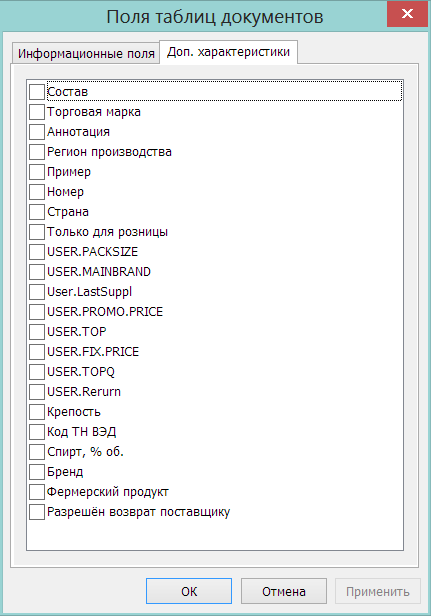 Поля таблиц документов
Информационные поля
Доп. характеристики
Состав
Торговая марка
Аннотация
Регион производства
Пример
Номер
Страна
Только для розницы
USER.PACKSIZE
USER.MAINBRAND
User.LastSuppl
USER.PROMO.PRICE
USER.TOP
USER.FIX.PRICE
USER.TOPQ
USER.Rerurn
Крепость
Код ТН ВЭД
Спирт, % об.
Бренд
Фермерский продукт
Разрешён возврат поставщику
ОК
Отмена
Применить